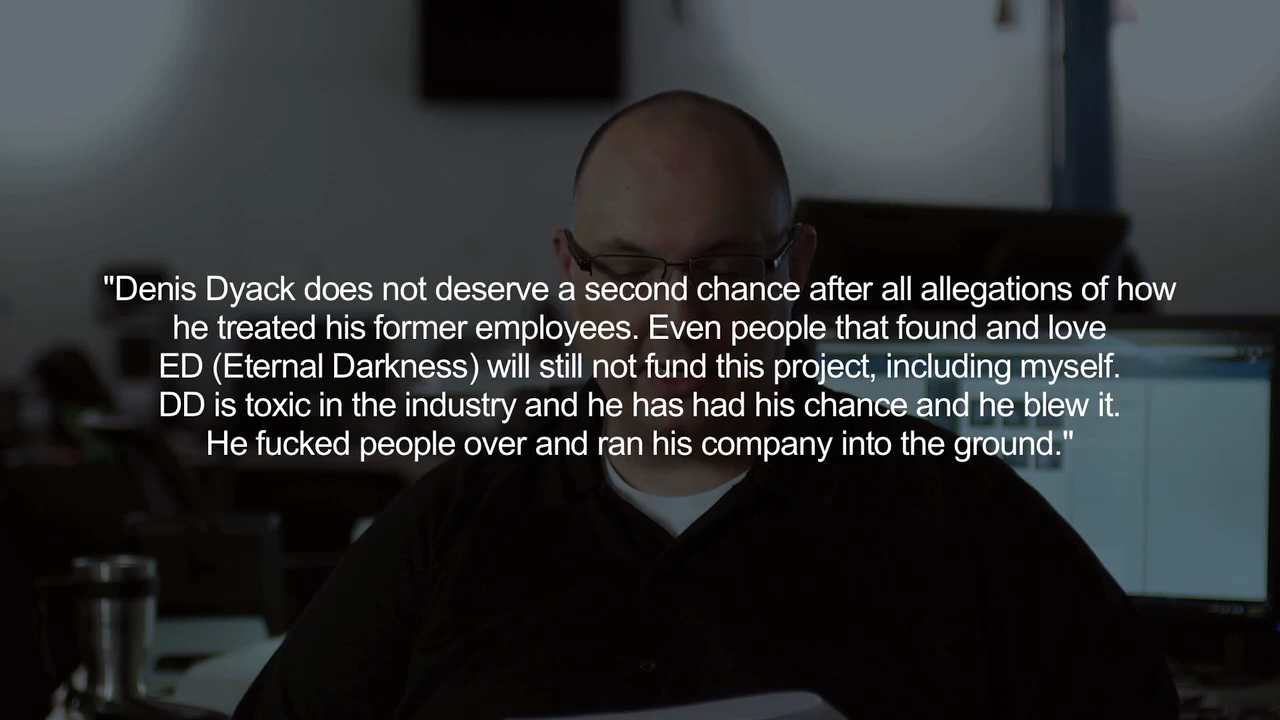 "Denis Dyack does not deserve a second chance after all allegations of how
he treated his former employees. Even people that found and love
ED (Eternal Darkness) will still not fund this project, including myself.
DD is toxic in the industry and he has had his chance and he blew it.
He fucked people over and ran his company into the ground."